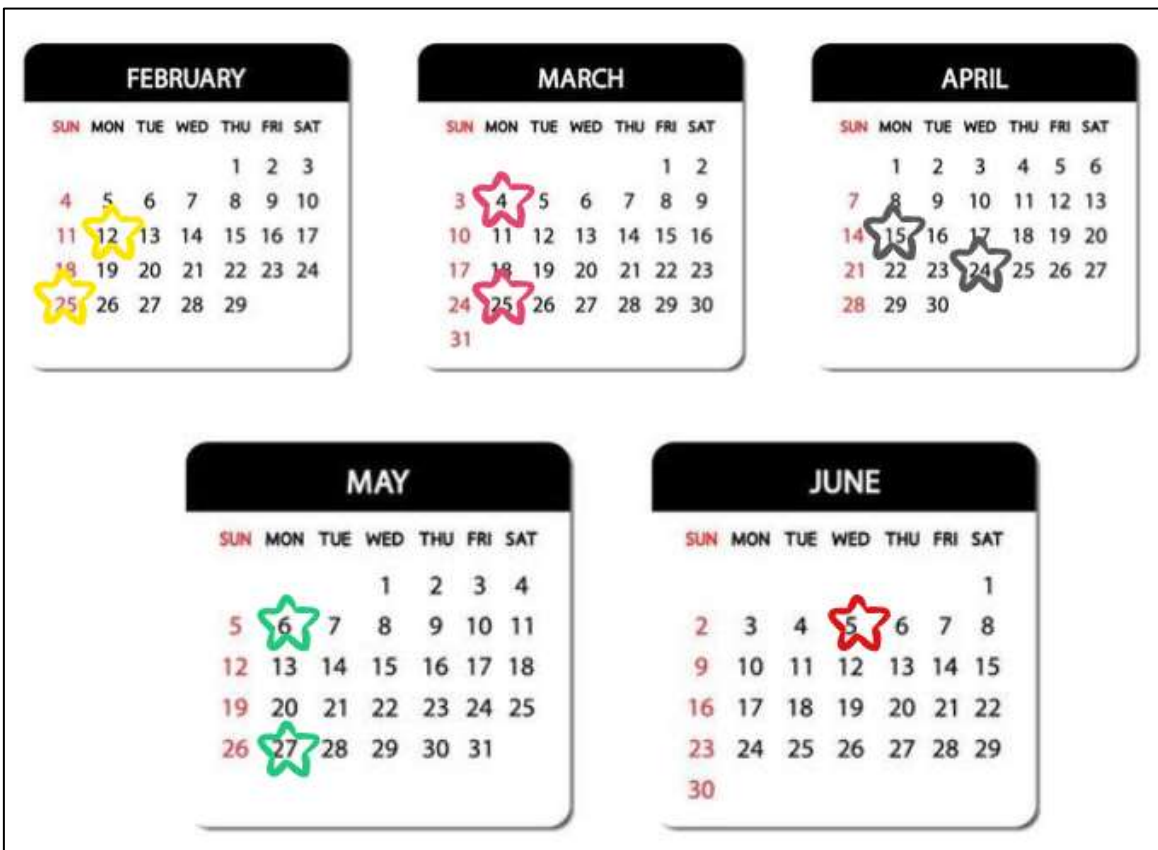 FEBRUARY
SUN MON TUE WED THU FRI SAT
1 2 3
4 5 6 7 8 9 10
11 12 13 14 15 16 17
18 19 20 21 22 23 24
25 26 27 28 29
MARCH
SUN MON TUE WED THU FRI SAT
1 2
3 4 5 6 7 8 9
10 11 12 13 14 15 16
17 18 19 20 21 22 23
24 25 26 27 28 29 30
31
APRIL
SUN MON TUE WED THU FRI SAT
1 2 3 4 5 6
7 8 9 10 11 12 13
14 15 16 17 18 19 20
21 22 23 24 25 26 27
28 29 30
MAY
SUN MON TUE WED THU FRI SAT
1 2 3 4
5 6 7 8 9 10 11
12 13 14 15 16 17 18
19 20 21 22 23 24 25
26 27 28 29 30 31
JUNE
SUN MON TUE WED THU FRI SAT
1
2 3 4 5 6 7 8
9 10 11 12 13 14 15
16 17 18 19 20 21 22
23 24 25 26 27 28 29
30